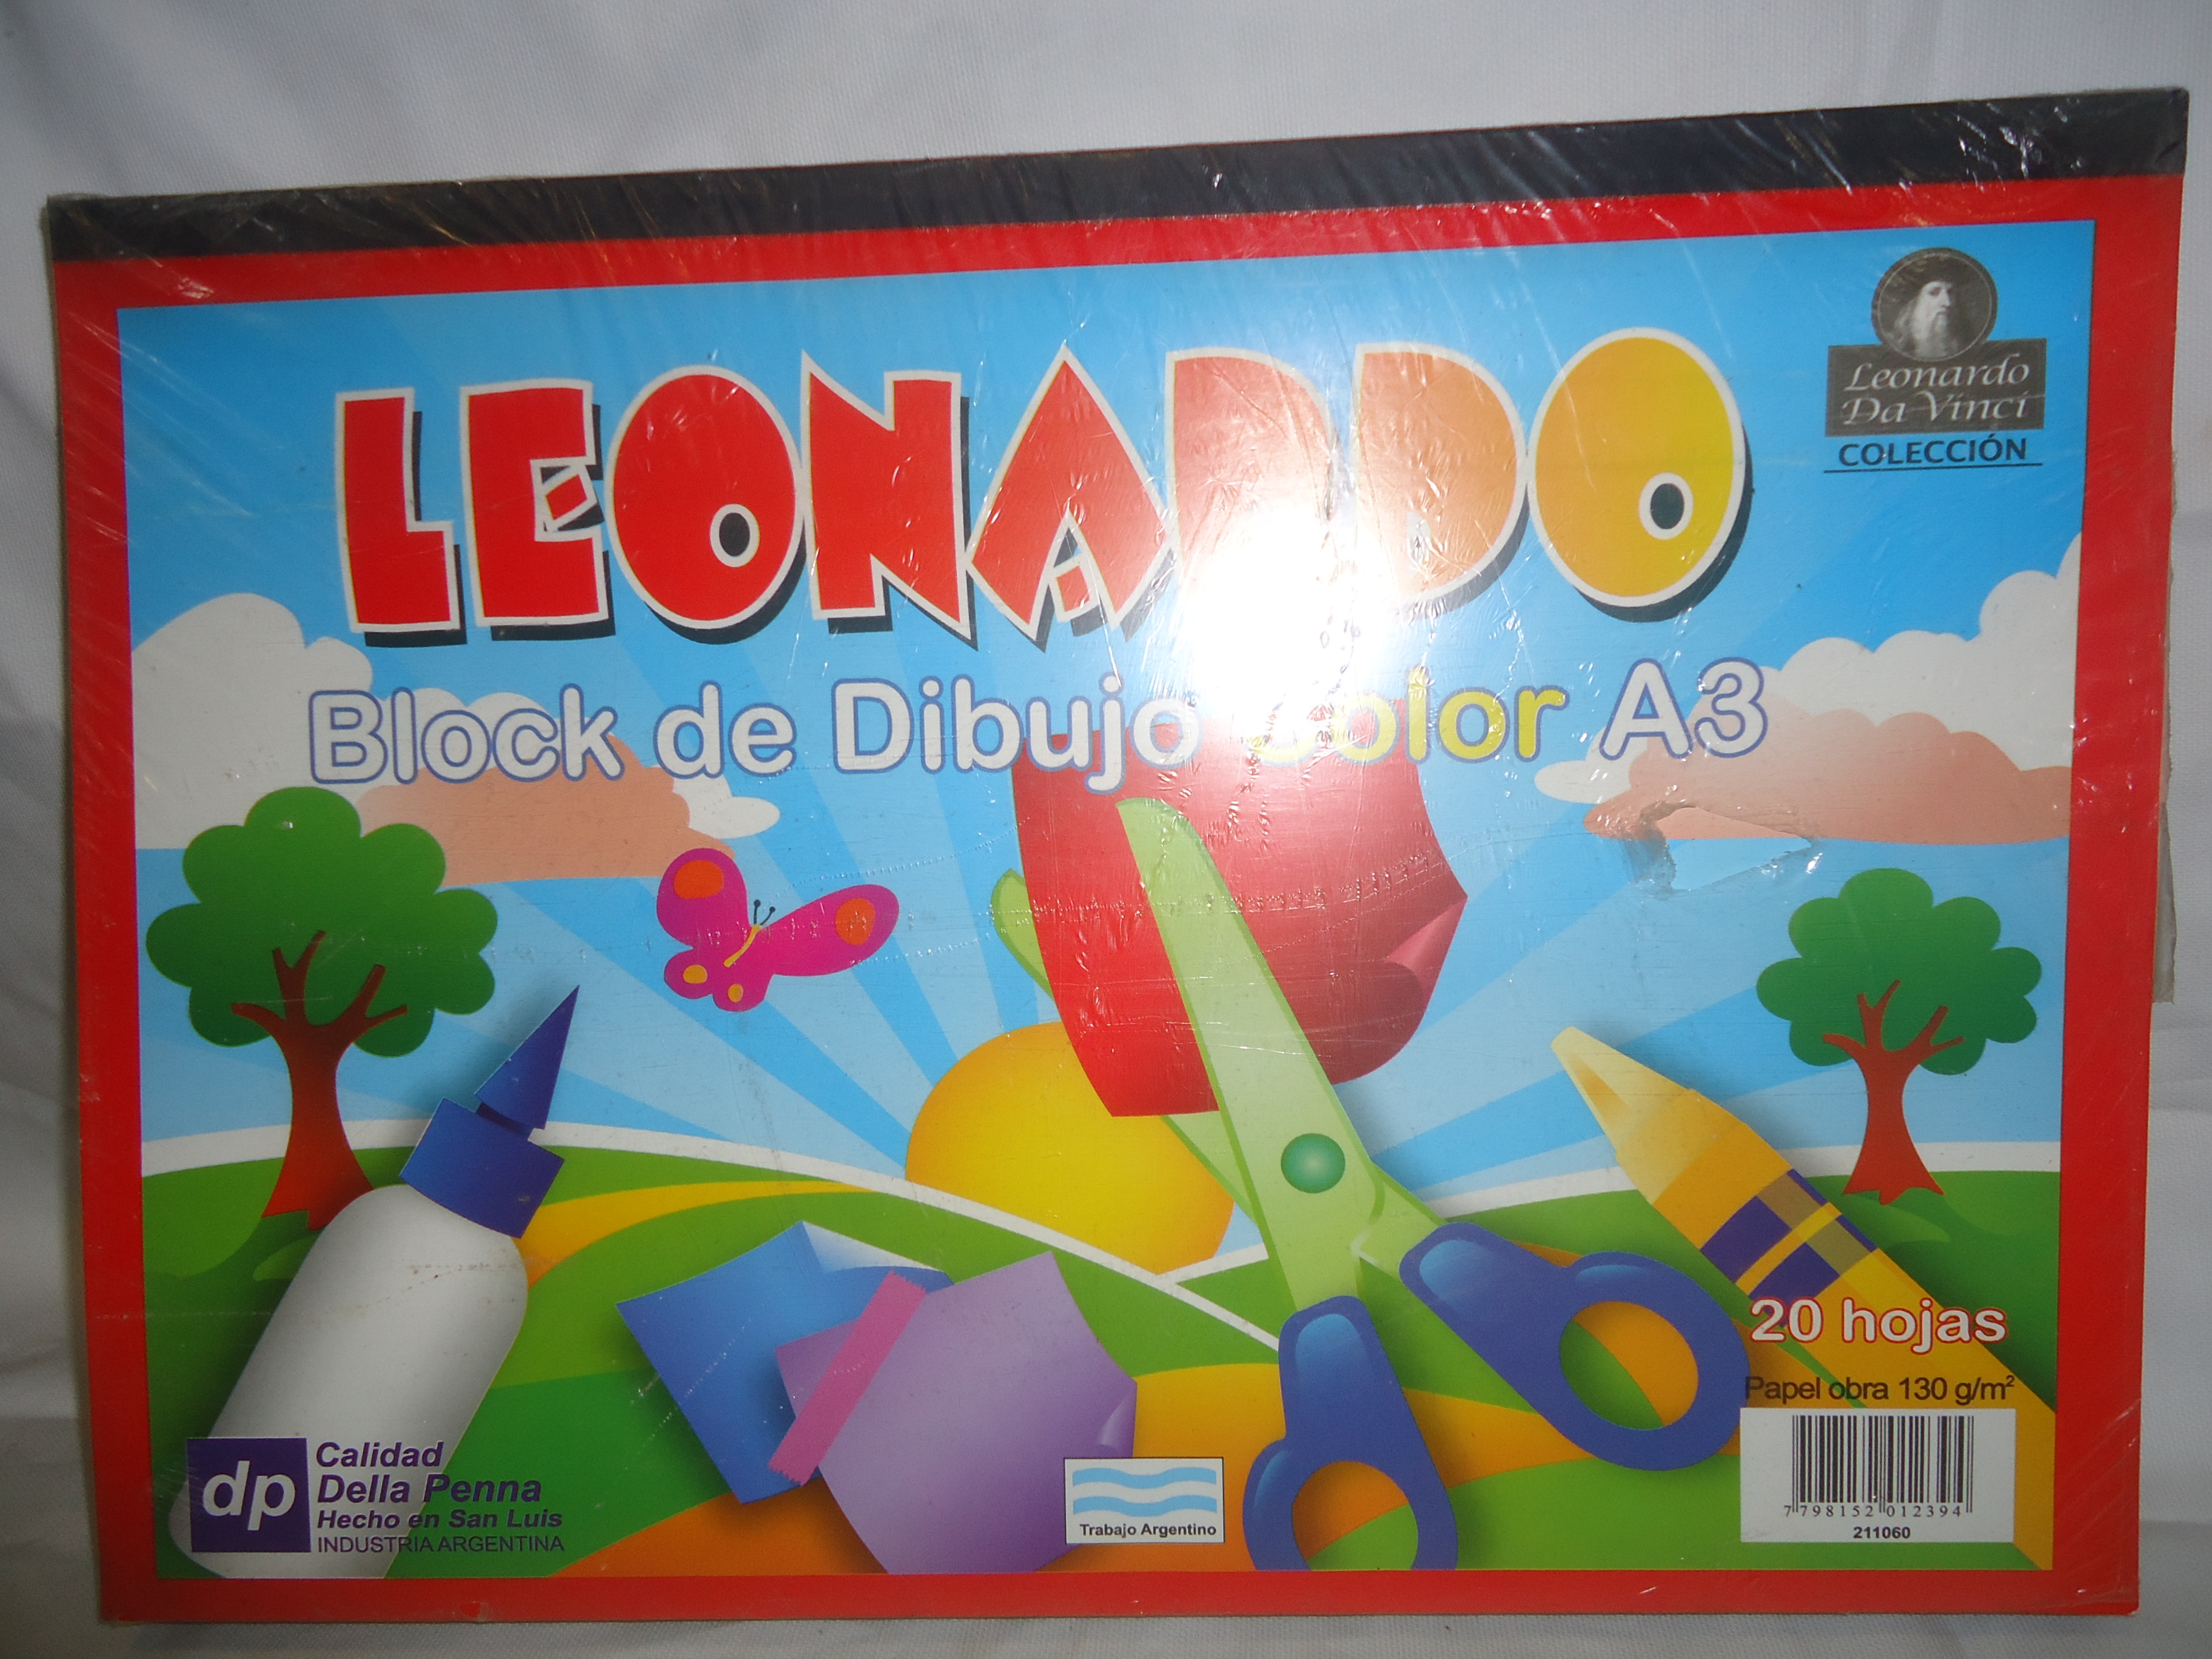 LEONARDO
Leonardo
Da Vinci
COLECCIÓN
Block de Dibujo Color A3
20 hojas
Papel obra 130 g/m²
dp
Calidad
Della Penna
Hecho en San Luis
INDUSTRIA ARGENTINA
Trabajo Argentino
7 798152 012394
211060